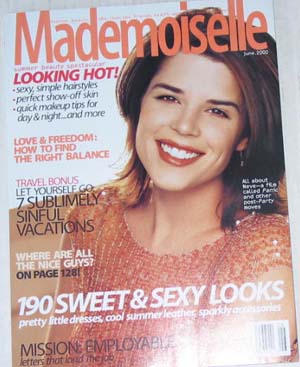 Mademoiselle
June 2000
summer beauty spectacular
LOOKING HOT!
• sexy, simple hairstyles
• perfect show-off skin
• quick makeup tips for
day & night...and more
LOVE & FREEDOM:
HOW TO FIND
THE RIGHT BALANCE
TRAVEL BONUS
LET YOURSELF GO:
7 SUBLIMELY
SINFUL
VACATIONS
All about
Neve—a film
called Panic
and other
post-Party
moves
WHERE ARE ALL
THE NICE GUYS?
ON PAGE 128!
190 SWEET & SEXY LOOKS
pretty little dresses, cool summer leather, sparkly accessories
MISSION: EMPLOYABLE
letters that land the job